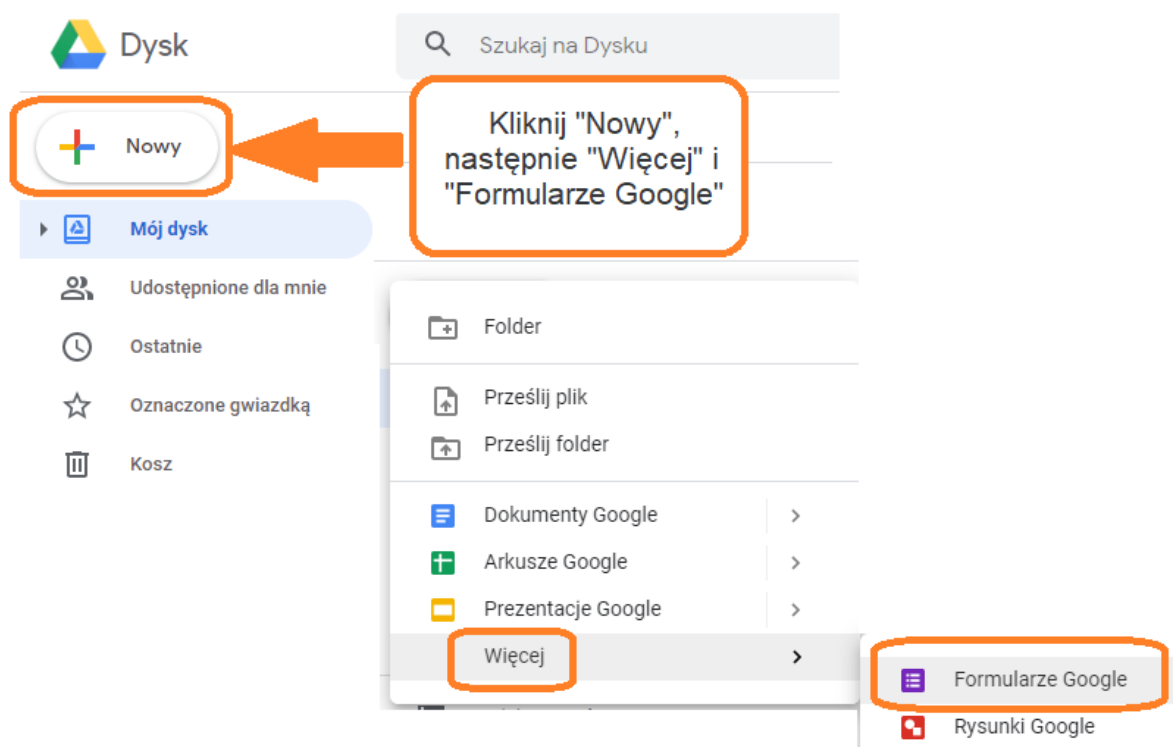 Dysk
Szukaj na Dysku
Nowy
Kliknij "Nowy",
następnie "Więcej" i
"Formularze Google"
Mój dysk
Udostępnione dla mnie
Ostatnie
Oznaczone gwiazdką
Kosz
Folder
Prześlij plik
Prześlij folder
Dokumenty Google
Arkusze Google
Prezentacje Google
Więcej
Formularze Google
Rysunki Google